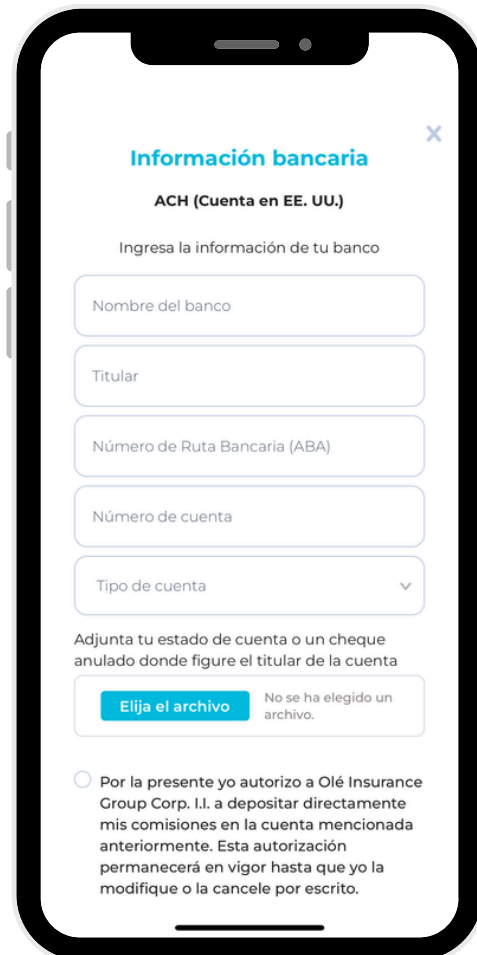 Información bancaria
ACH (Cuenta en EE. UU.)
Ingresa la información de tu banco
Nombre del banco
Titular
Número de Ruta Bancaria (ABA)
Número de cuenta
Tipo de cuenta
Adjunta tu estado de cuenta o un cheque
anulado donde figure el titular de la cuenta
Elija el archivo
No se ha elegido un
archivo.
Por la presente yo autorizo a Olé Insurance
Group Corp. I.I. a depositar directamente
mis comisiones en la cuenta mencionada
anteriormente. Esta autorización
permanecerá en vigor hasta que yo la
modifique o la cancele por escrito.